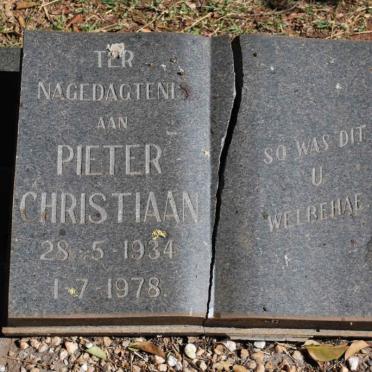 TER
NAGEDAGTENIS
AAN
PIETER
CHRISTIAAN
28-5-1934
1-7-1978
SO WAS DIT
U
WELBEHAE